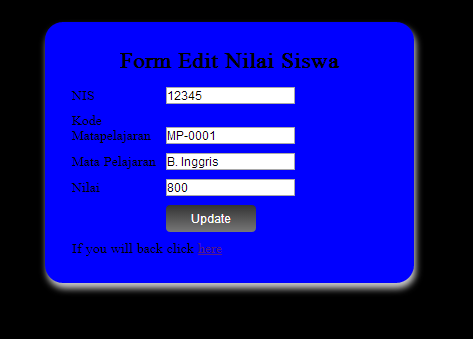 Form Edit Nilai Siswa
NIS 12345
Kode
Matapelajaran MP-0001
Mata Pelajaran B. Inggris
Nilai 800
Update
If you will back click here